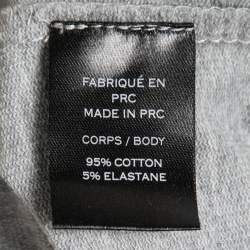 FABRIQUÉ EN
PRC
MADE IN PRC
CORPS / BODY
95% COTTON
5% ELASTANE